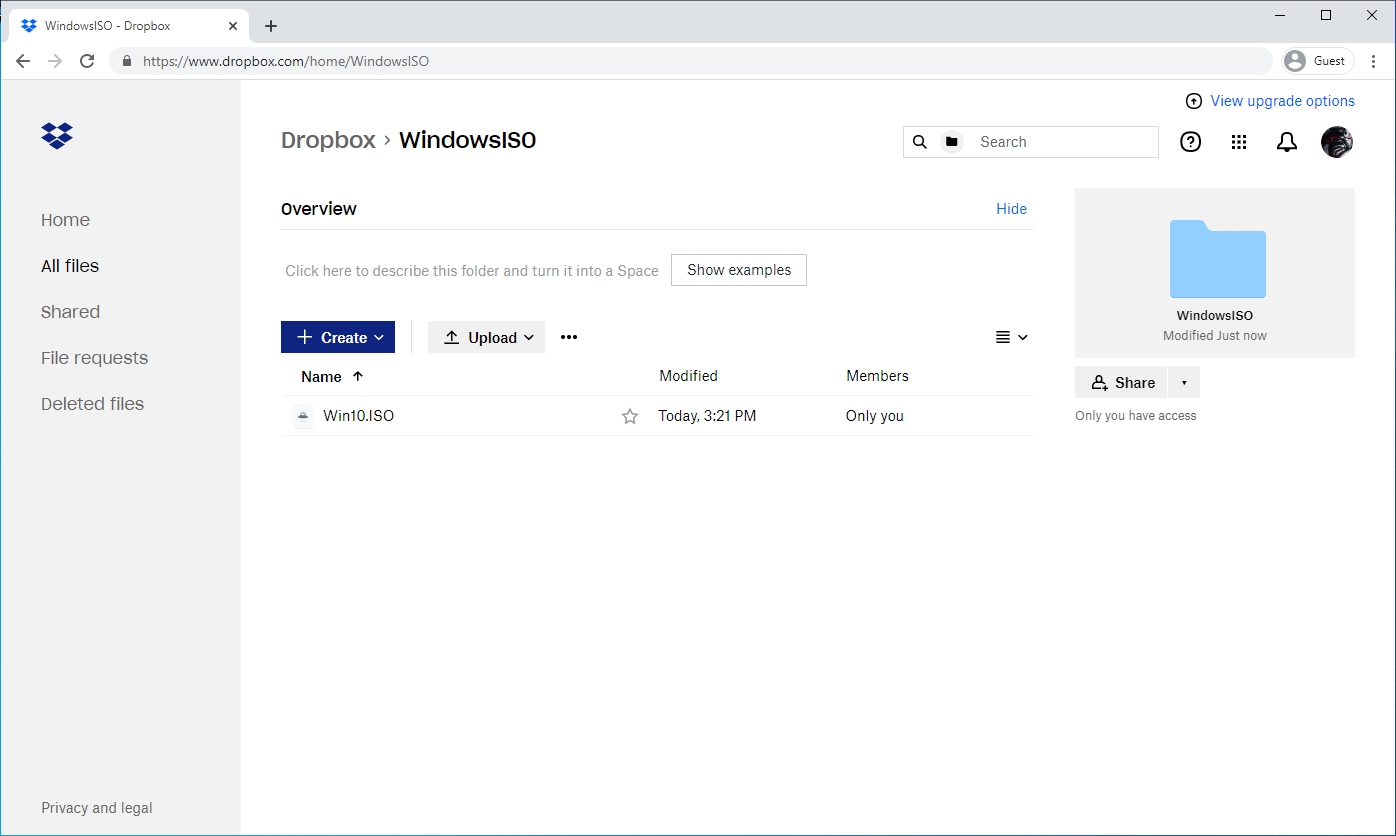 WindowsISO - Dropbox
https://www.dropbox.com/home/WindowsISO
Guest
View upgrade options
Dropbox › WindowsISO
Search
Home
All files
Shared
File requests
Deleted files
Privacy and legal
Overview
Hide
Click here to describe this folder and turn it into a Space
Show examples
Create
Upload
Name
Modified
Members
Win10.ISO
Today, 3:21 PM
Only you
WindowsISO
Modified Just now
Share
Only you have access